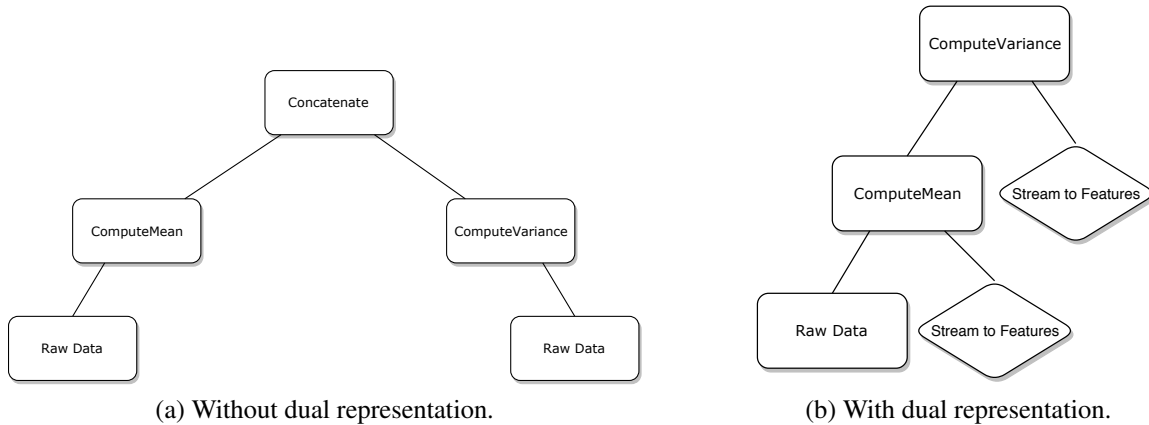 Concatenate
ComputeMean
ComputeVariance
Raw Data
Raw Data
(a) Without dual representation.
ComputeVariance
ComputeMean
Stream to Features
Raw Data
Stream to Features
(b) With dual representation.